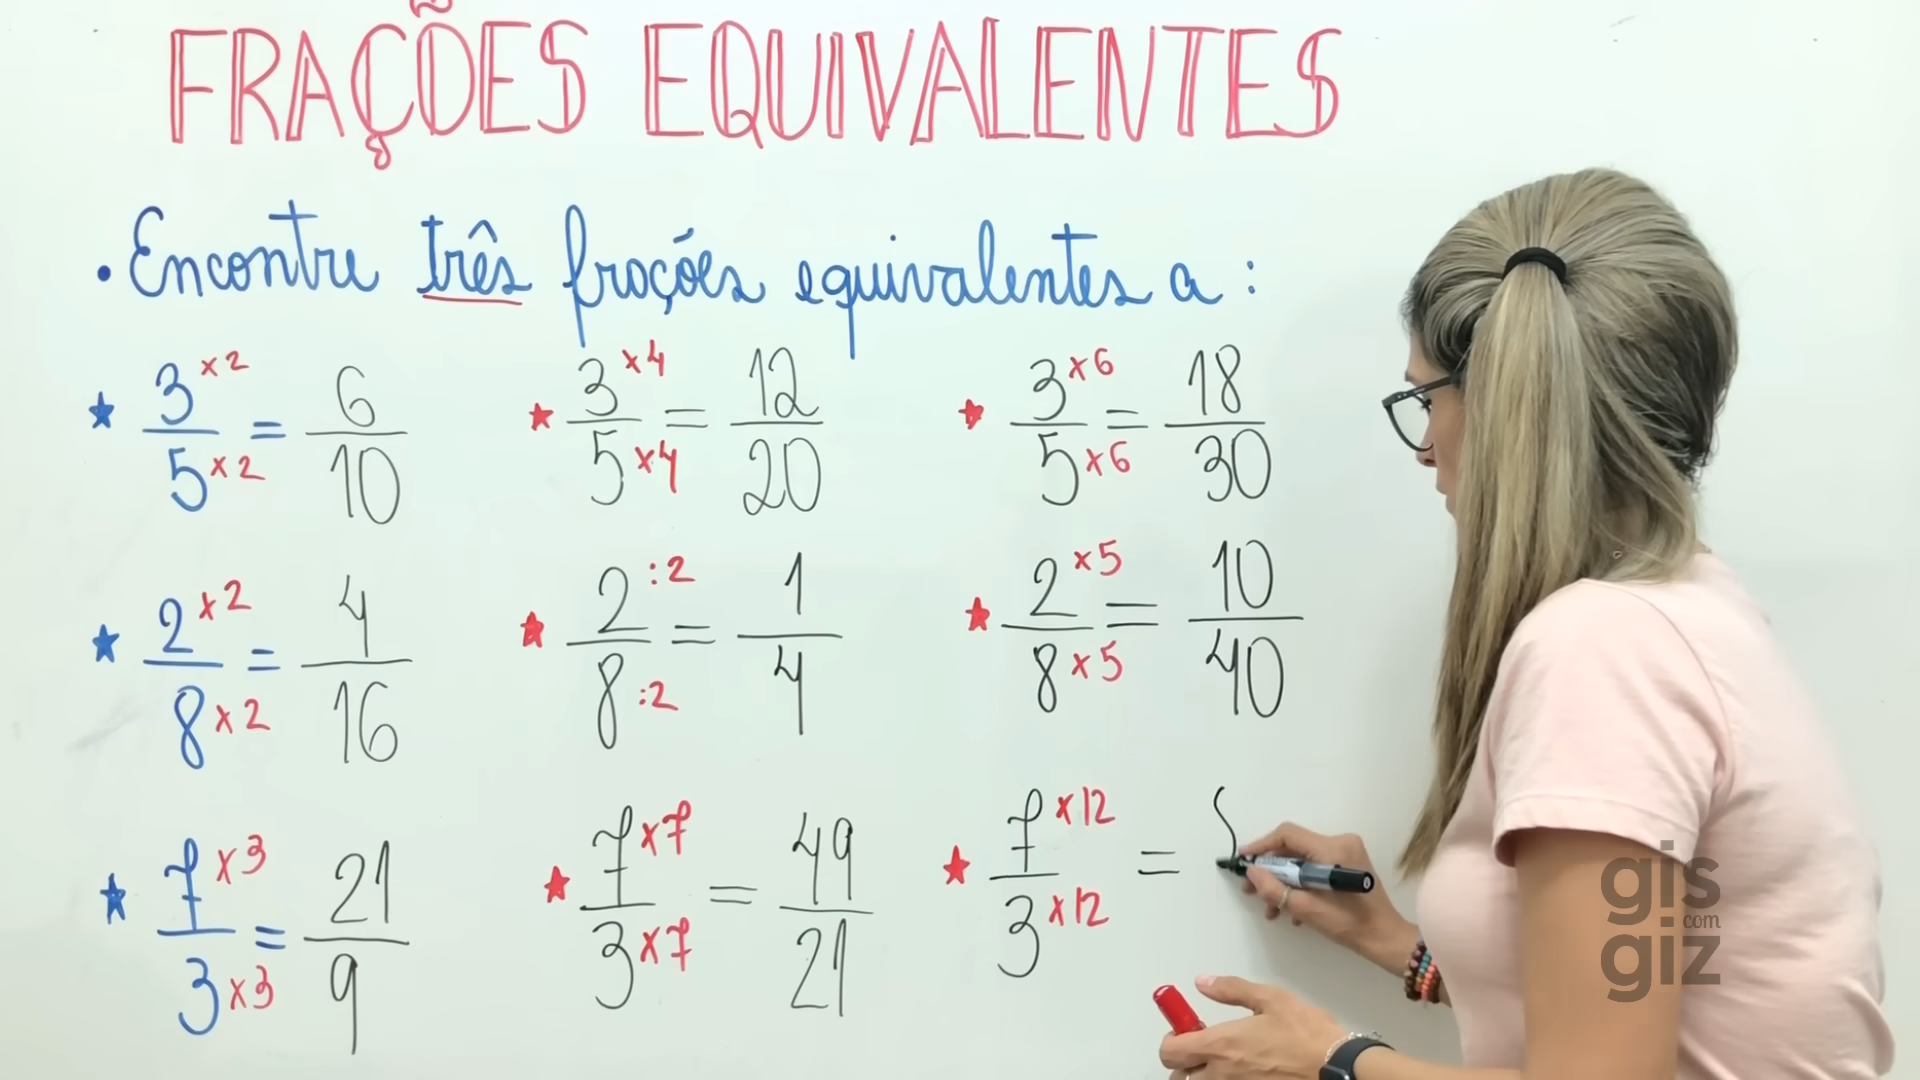 FRAÇÕES EQUIVALENTES
• Encontre três frações equivalentes a :
★ 3 ×2 / 5 ×2 = 6/10 ★ 3 ×4 / 5 ×4 = 12/20 ★ 3 ×6 / 5 ×6 = 18/30
★ 2 ×2 / 8 ×2 = 4/16 ★ 2 :2 / 8 :2 = 1/4 ★ 2 ×5 / 8 ×5 = 10/40
★ 7 ×3 / 3 ×3 = 21/9 ★ 7 ×7 / 3 ×7 = 49/21 ★ 7 ×12 / 3 ×12 =
gis
com
giz